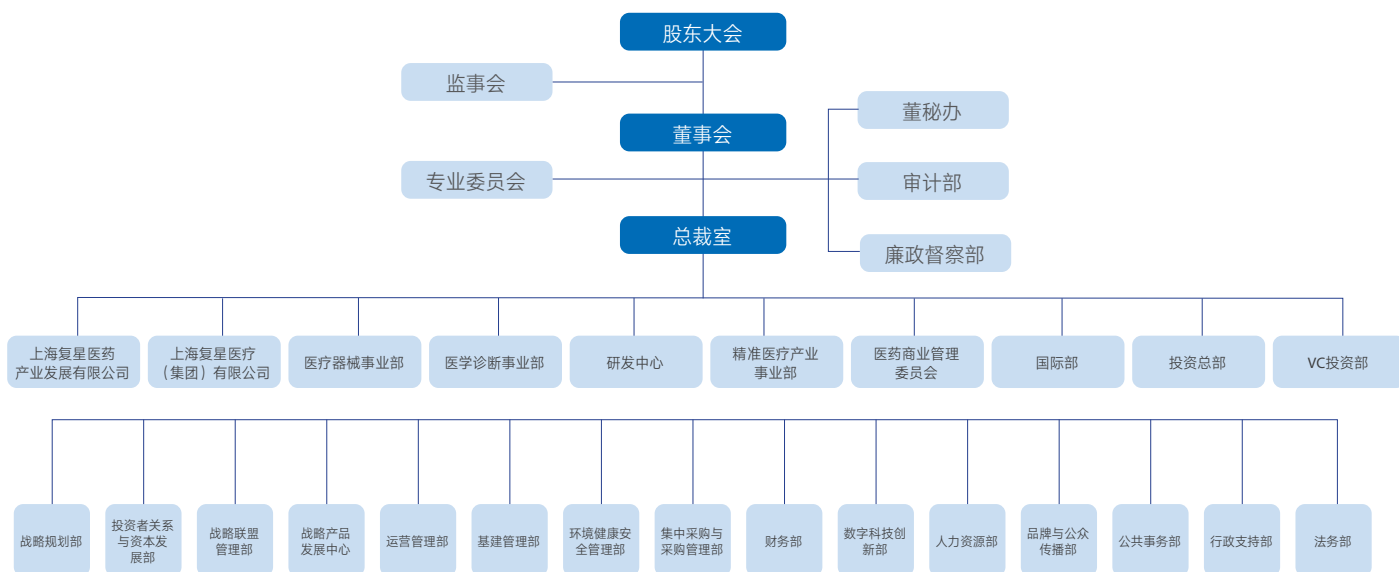 股东大会
监事会
董事会
董秘办
专业委员会
审计部
总裁室
廉政督察部
上海复星医药
产业发展有限公司
上海复星医疗
（集团）有限公司
医疗器械事业部
医学诊断事业部
研发中心
精准医疗产业
事业部
医药商业管理
委员会
国际部
投资总部
VC投资部
战略规划部
投资者关系
与资本发
展部
战略联盟
管理部
战略产品
发展中心
运营管理部
基建管理部
环境健康安
全管理部
集中采购与
采购管理部
财务部
数字科技创
新部
人力资源部
品牌与公众
传播部
公共事务部
行政支持部
法务部